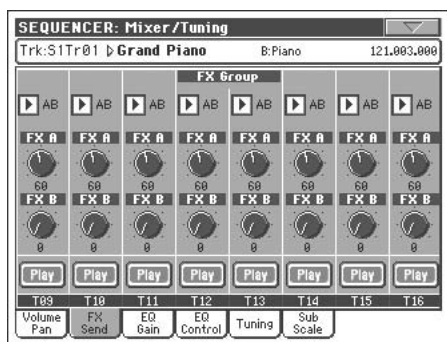 SEQUENCER: Mixer/Tuning
Trk:S1Tr01 Grand Piano B:Piano 121.003.000
FX Group
AB AB AB AB AB AB AB AB
FX A FX A FX A FX A FX A FX A FX A FX A
60 60 60 60 60 60 60 60
FX B FX B FX B FX B FX B FX B FX B FX B
0 0 0 0 0 0 0 0
Play Play Play Play Play Play Play Play
T09 T10 T11 T12 T13 T14 T15 T16
Volume Pan FX Send EQ Gain EQ Control Tuning Sub Scale